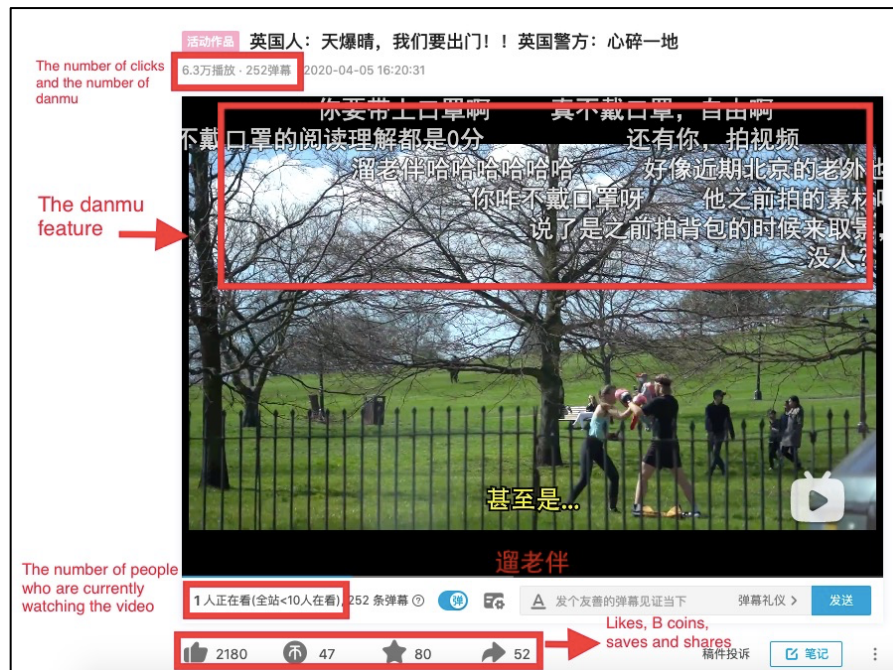 活动作品 英国人：天爆晴，我们要出门！！英国警方：心碎一地
The number of clicks
and the number of
danmu
6.3万播放 · 252弹幕 2020-04-05 16:20:31
你要带上口罩啊 真不戴口罩，自由啊
不戴口罩的阅读理解都是0分 还有你，拍视频
溜老伴哈哈哈哈哈哈 好像近期北京的老外也
你咋不戴口罩呀 他之前拍的素材吧
说了是之前拍背包的时候来取景，
没人？
The danmu
feature
甚至是...
遛老伴
The number of people
who are currently
watching the video
1 人正在看(全站<10人在看), 252 条弹幕
弹
A 发个友善的弹幕见证当下 弹幕礼仪 > 发送
Likes, B coins,
saves and shares
2180 47 80 52
稿件投诉 笔记